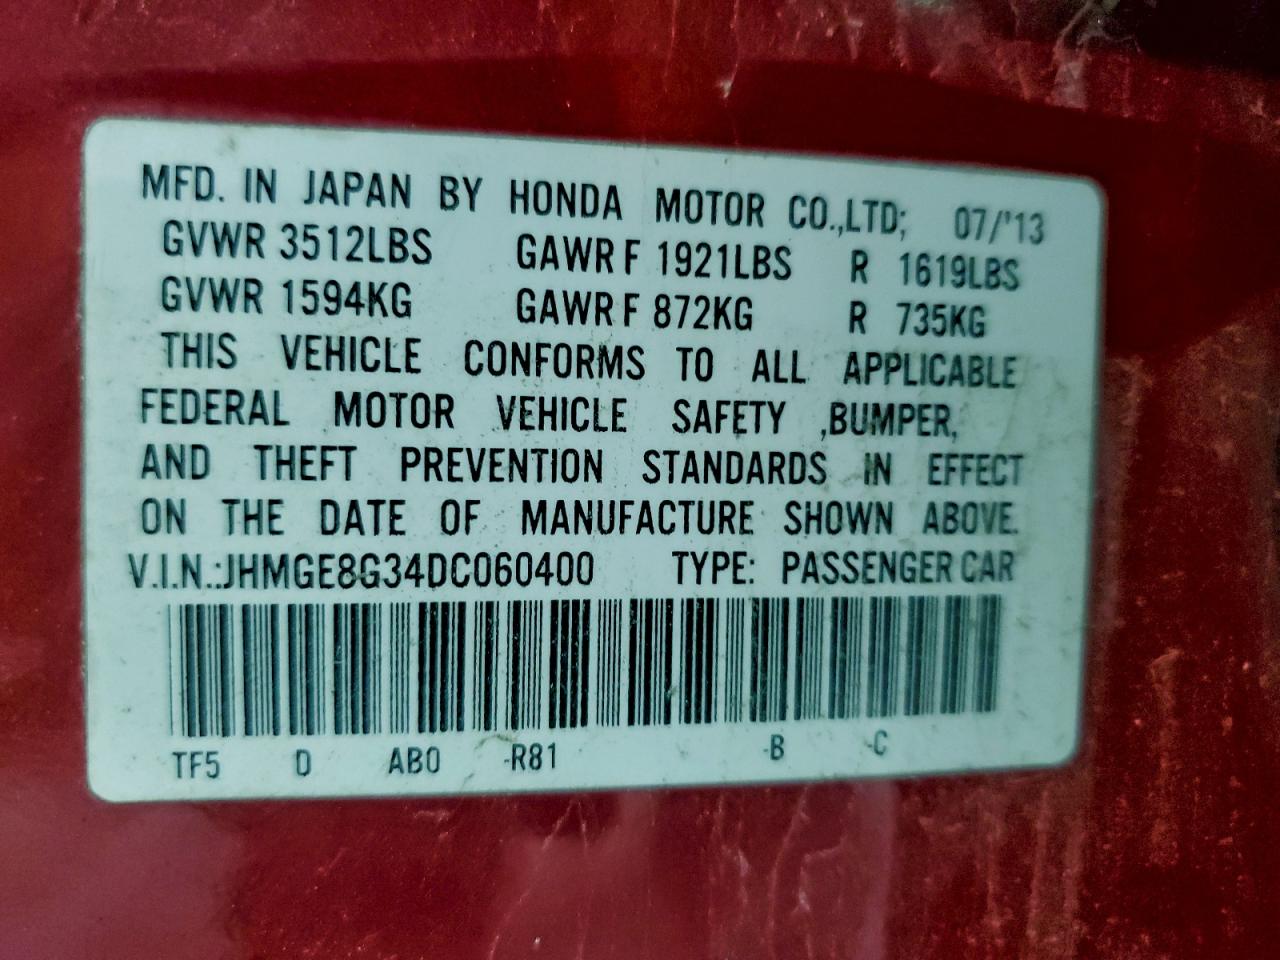 MFD. IN JAPAN BY HONDA MOTOR CO.,LTD; 07/'13
GVWR 3512LBS GAWR F 1921LBS R 1619LBS
GVWR 1594KG GAWR F 872KG R 735KG
THIS VEHICLE CONFORMS TO ALL APPLICABLE
FEDERAL MOTOR VEHICLE SAFETY ,BUMPER,
AND THEFT PREVENTION STANDARDS IN EFFECT
ON THE DATE OF MANUFACTURE SHOWN ABOVE.
V.I.N.:JHMGE8G34DC060400 TYPE: PASSENGER CAR
TF5 D AB0 -R81 -B -C